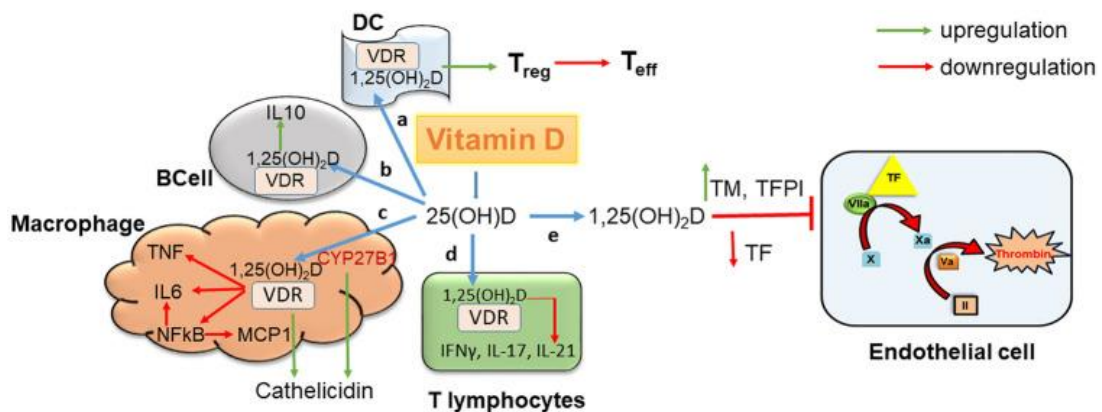 DC
VDR
1,25(OH)₂D
T_reg
T_eff
upregulation
downregulation
IL10
1,25(OH)₂D
VDR
BCell
a
b
Vitamin D
Macrophage
c
25(OH)D
e
1,25(OH)₂D
TM, TFPI
TF
TNF
1,25(OH)₂D
CYP27B1
IL6
VDR
NFkB
MCP1
Cathelicidin
d
1,25(OH)₂D
VDR
IFNγ, IL-17, IL-21
T lymphocytes
TF
VIIa
X
Xa
Va
Thrombin
II
Endothelial cell